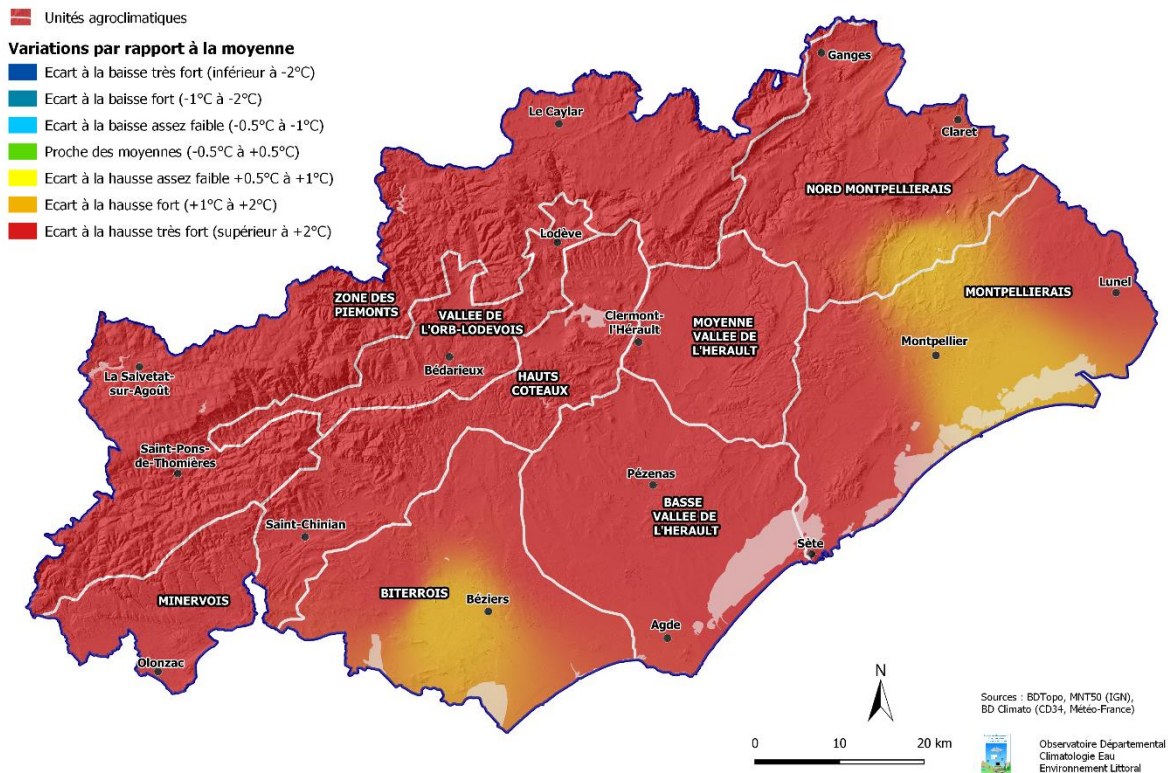 Unités agroclimatiques
Variations par rapport à la moyenne
Ecart à la baisse très fort (inférieur à -2°C)
Ecart à la baisse fort (-1°C à -2°C)
Ecart à la baisse assez faible (-0.5°C à -1°C)
Proche des moyennes (-0.5°C à +0.5°C)
Ecart à la hausse assez faible +0.5°C à +1°C)
Ecart à la hausse fort (+1°C à +2°C)
Ecart à la hausse très fort (supérieur à +2°C)
Ganges
Le Caylar
Claret
NORD MONTPELLIERAIS
Lodève
ZONE DES
PIEMONTS
VALLEE DE
L'ORB-LODEVOIS
Clermont-
l'Hérault
MOYENNE
VALLEE DE
L'HERAULT
MONTPELLIERAIS
Lunel
Montpellier
La Salvetat-
sur-Agoût
Bédarieux
HAUTS
COTEAUX
Saint-Pons-
de-Thomières
Pézenas
BASSE
VALLEE DE
L'HERAULT
Saint-Chinian
Sète
MINERVOIS
BITERROIS
Béziers
Agde
Olonzac
N
0 10 20 km
Sources : BDTopo, MNT50 (IGN),
BD Climato (CD34, Météo-France)
Observatoire Départemental
Climatologie Eau
Environnement Littoral